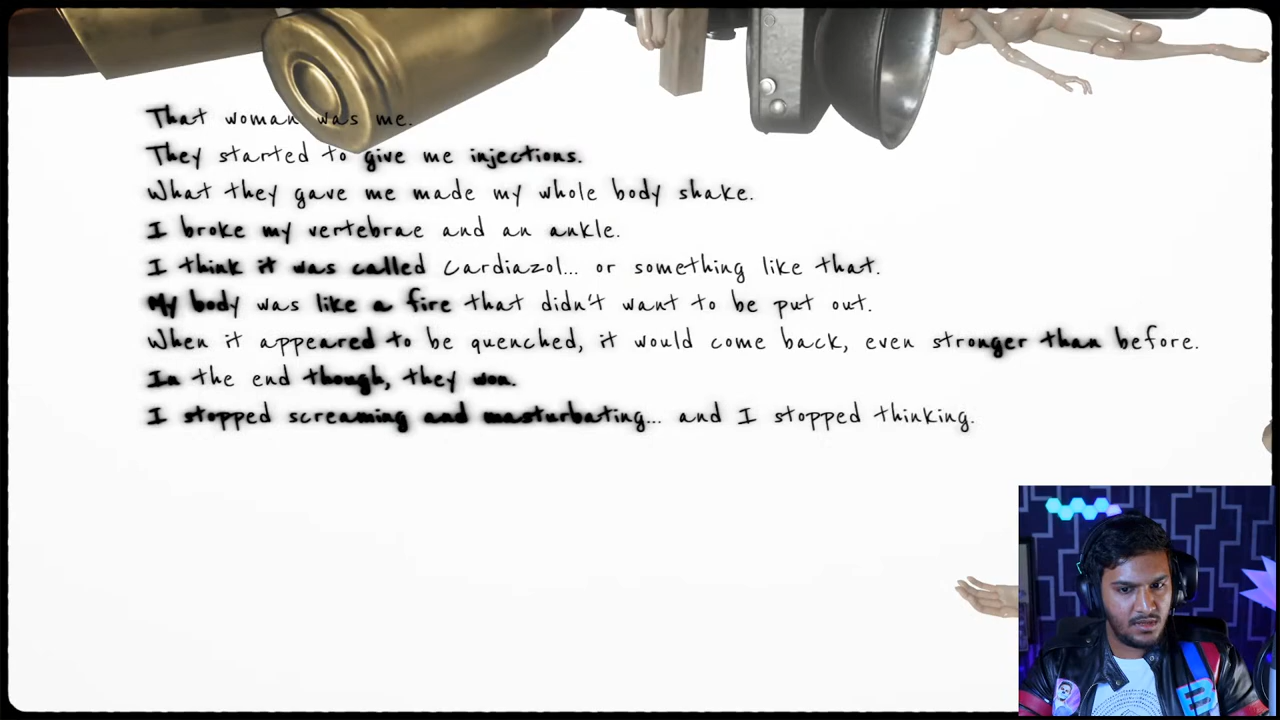 That woman was me.
They started to give me injections.
What they gave me made my whole body shake.
I broke my vertebrae and an ankle.
I think it was called Cardiazol... or something like that.
My body was like a fire that didn't want to be put out.
When it appeared to be quenched, it would come back, even stronger than before.
In the end though, they won.
I stopped screaming and masturbating... and I stopped thinking.